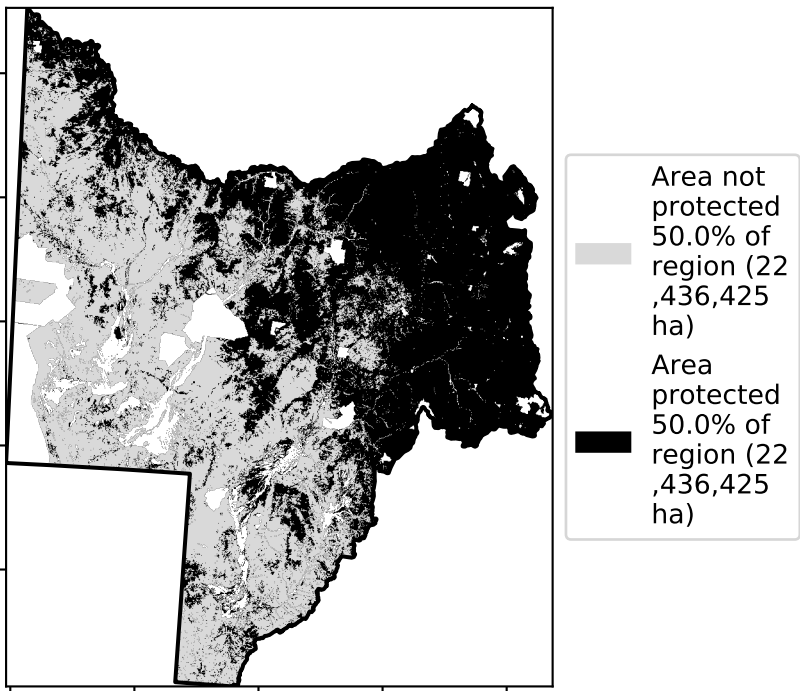 Area not
protected
50.0% of
region (22
,436,425
ha)
Area
protected
50.0% of
region (22
,436,425
ha)